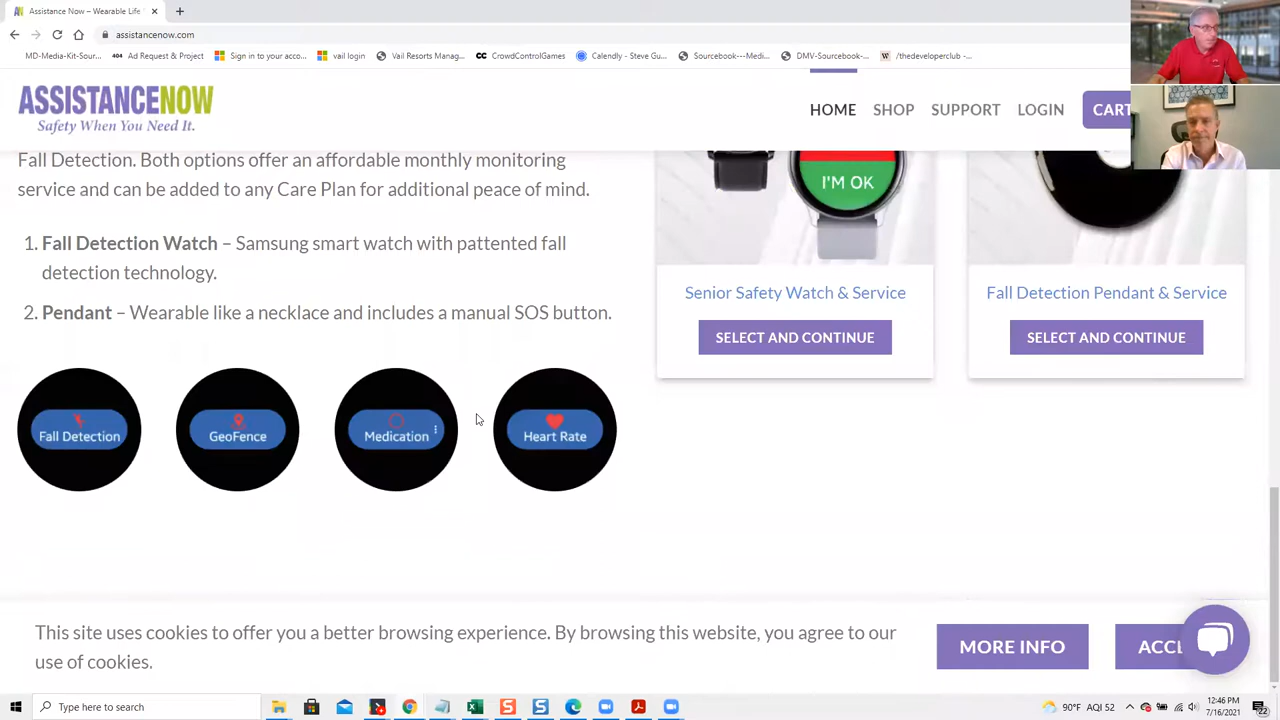 Assistance Now – Wearable Life
assistancenow.com
MD-Media-Kit-Sour...
404 Ad Request & Project
Sign in to your acco...
vail login
Vail Resorts Manag...
CC CrowdControlGames
Calendly - Steve Gu...
Sourcebook---Medi...
DMV-Sourcebook-...
W /thedeveloperclub -...
ASSISTANCENOW
Safety When You Need It.
HOME SHOP SUPPORT LOGIN CART
Fall Detection. Both options offer an affordable monthly monitoring
service and can be added to any Care Plan for additional peace of mind.
1. Fall Detection Watch – Samsung smart watch with pattented fall
detection technology.
2. Pendant – Wearable like a necklace and includes a manual SOS button.
Fall Detection
GeoFence
Medication
Heart Rate
I'M OK
Senior Safety Watch & Service
SELECT AND CONTINUE
Fall Detection Pendant & Service
SELECT AND CONTINUE
This site uses cookies to offer you a better browsing experience. By browsing this website, you agree to our
use of cookies.
MORE INFO
Type here to search
90°F AQI 52
12:46 PM
7/16/2021
22